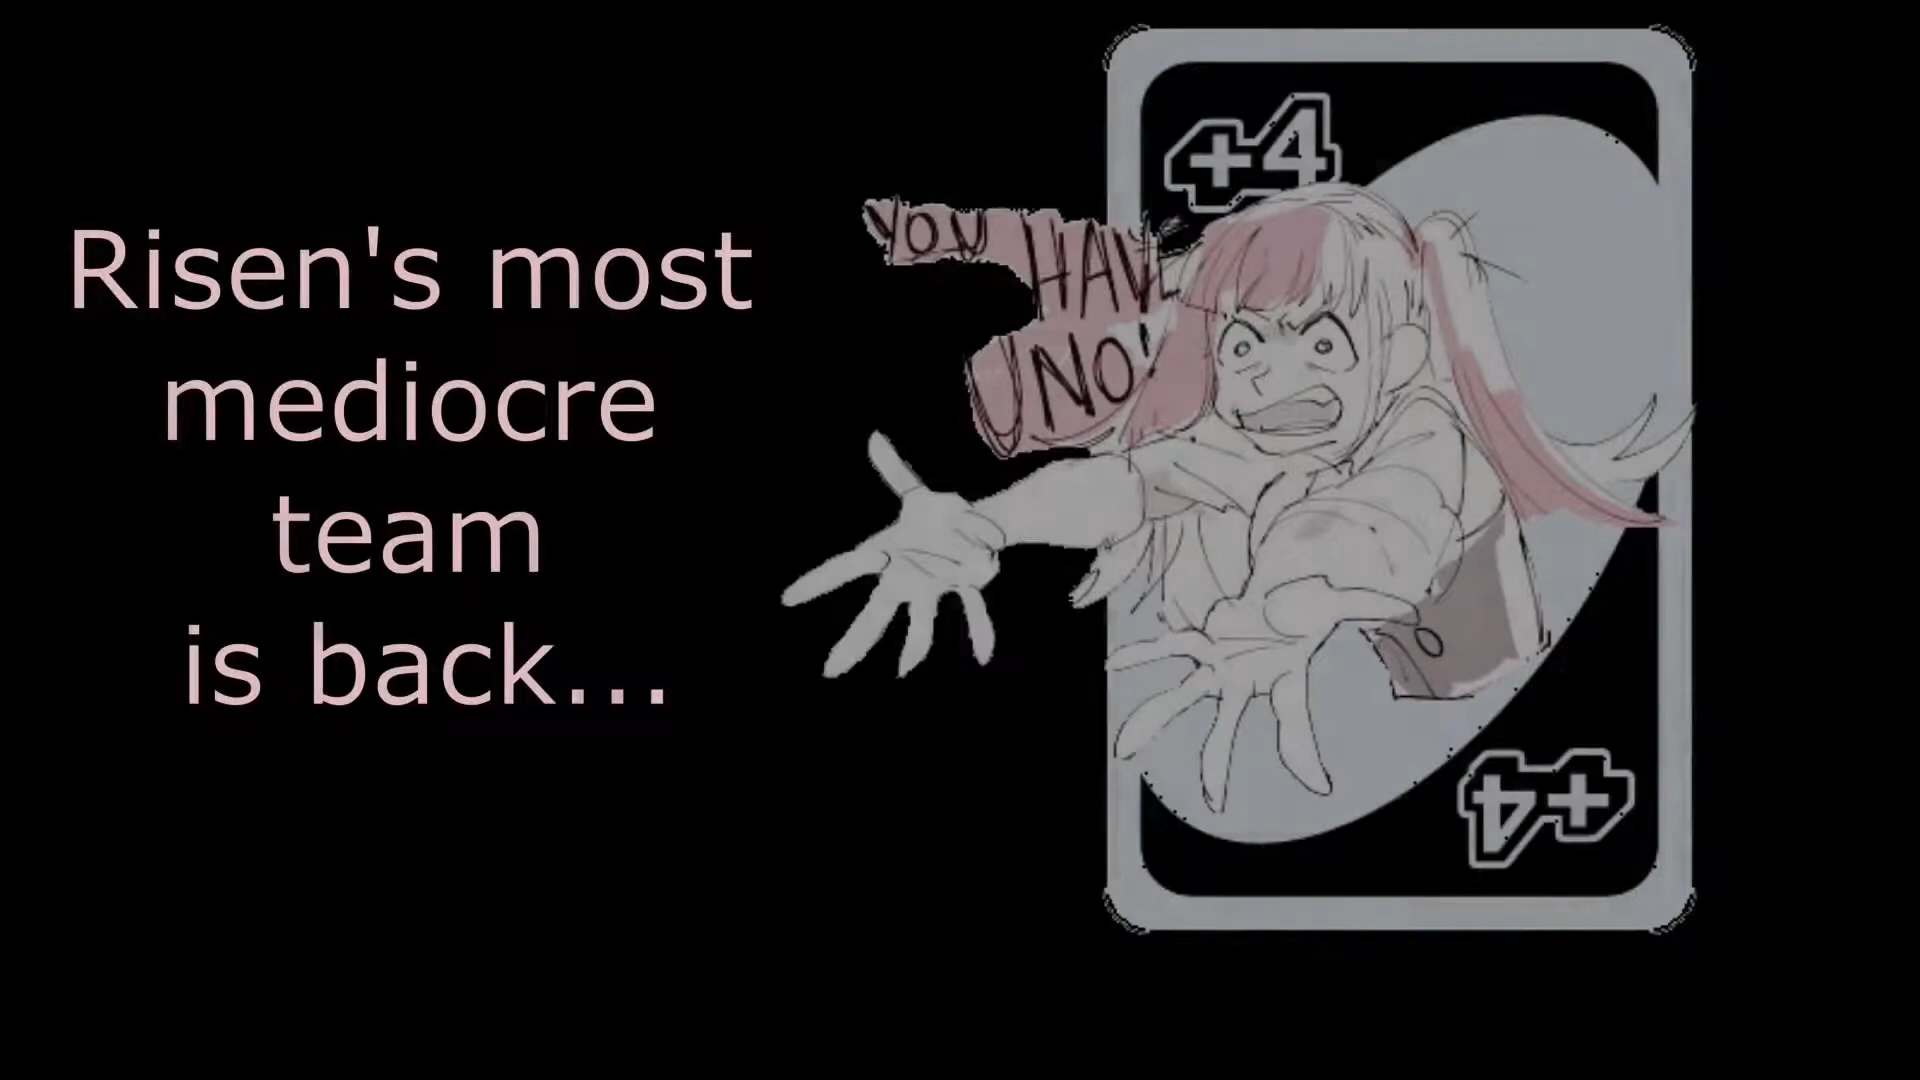 Risen's most
mediocre
team
is back...
+4
YOU
HAVE
UNO!
+4